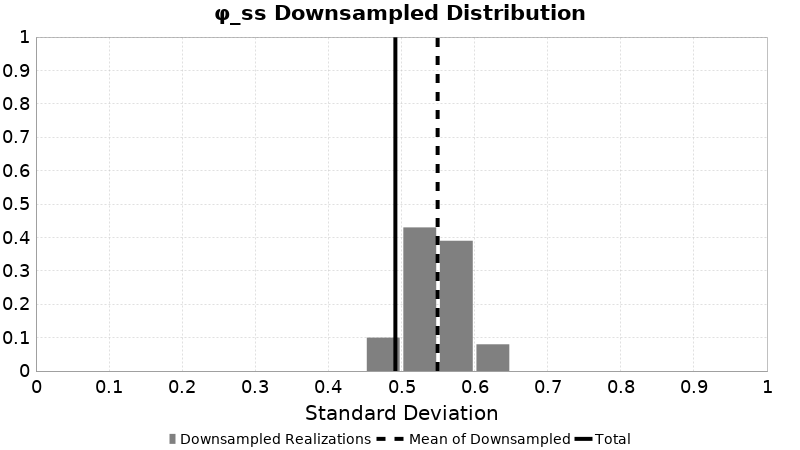 φ_ss Downsampled Distribution
1
0.9
0.8
0.7
0.6
0.5
0.4
0.3
0.2
0.1
0
0 0.1 0.2 0.3 0.4 0.5 0.6 0.7 0.8 0.9 1
Standard Deviation
Downsampled Realizations Mean of Downsampled Total